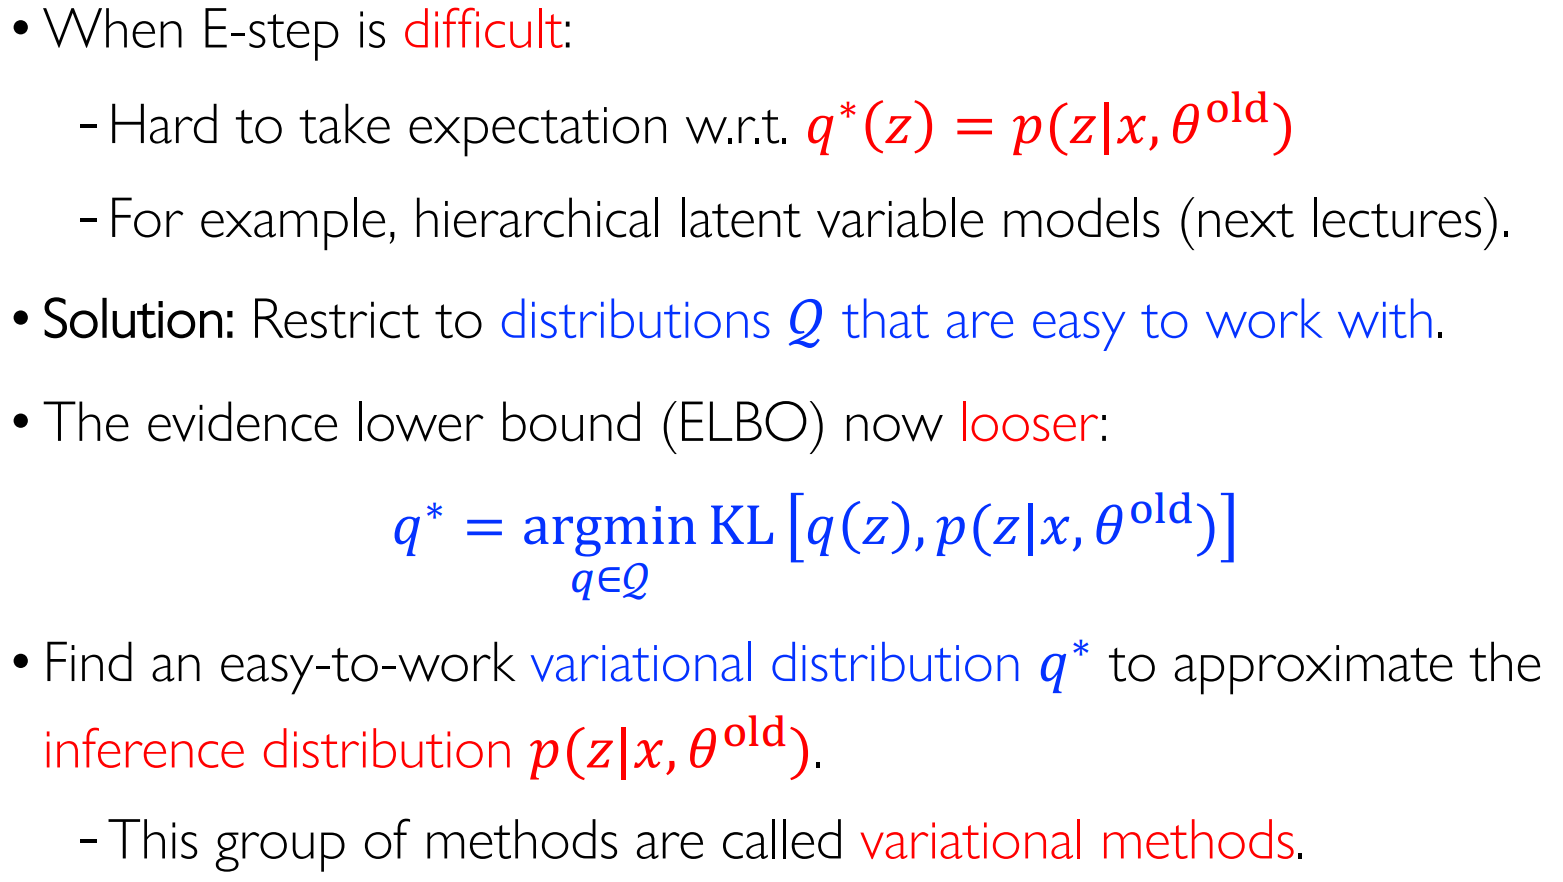 • When E-step is difficult:
- Hard to take expectation w.r.t. q*(z) = p(z|x, θ^old)
- For example, hierarchical latent variable models (next lectures).
• Solution: Restrict to distributions 𝒬 that are easy to work with.
• The evidence lower bound (ELBO) now looser:
q* = argmin KL [q(z), p(z|x, θ^old)]
q∈𝒬
• Find an easy-to-work variational distribution q* to approximate the
inference distribution p(z|x, θ^old).
- This group of methods are called variational methods.